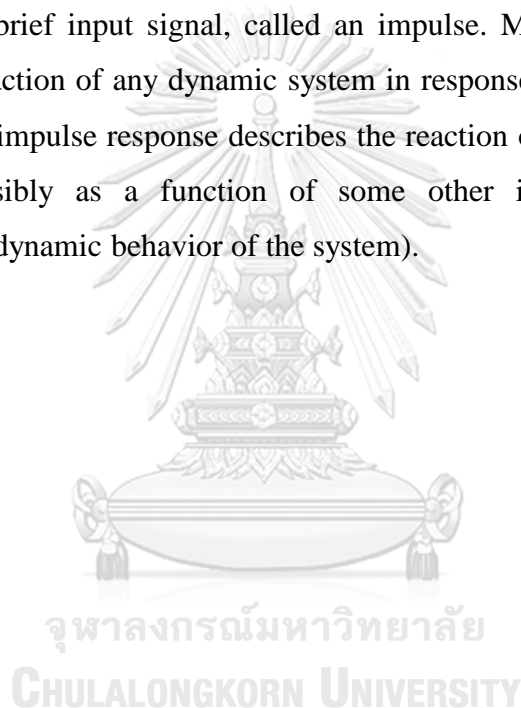 brief input signal, called an impulse. M
action of any dynamic system in response
impulse response describes the reaction
sibly as a function of some other i
dynamic behavior of the system).
จุฬาลงกรณ์มหาวิทยาลัย
CHULALONGKORN UNIVERSITY